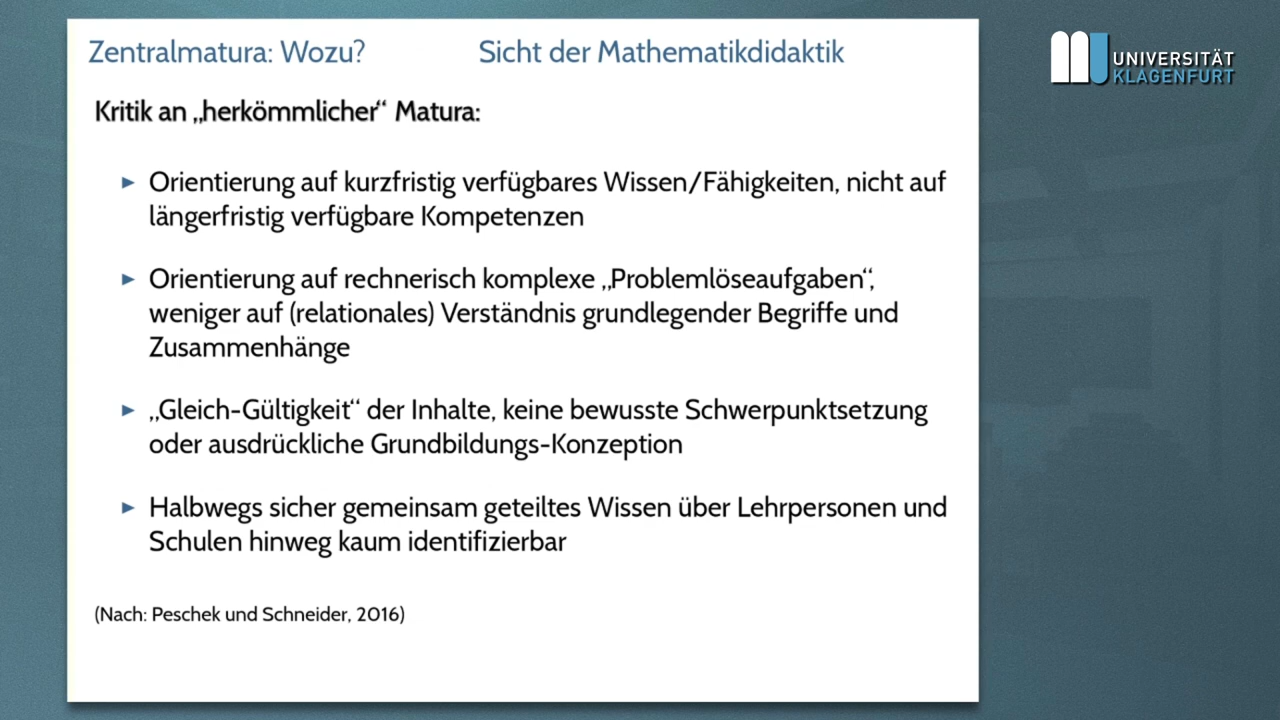 Zentralmatura: Wozu? Sicht der Mathematikdidaktik
UNIVERSITÄT
KLAGENFURT
Kritik an „herkömmlicher“ Matura:
► Orientierung auf kurzfristig verfügbares Wissen/Fähigkeiten, nicht auf
längerfristig verfügbare Kompetenzen
► Orientierung auf rechnerisch komplexe „Problemlöseaufgaben“,
weniger auf (relationales) Verständnis grundlegender Begriffe und
Zusammenhänge
► „Gleich-Gültigkeit“ der Inhalte, keine bewusste Schwerpunktsetzung
oder ausdrückliche Grundbildungs-Konzeption
► Halbwegs sicher gemeinsam geteiltes Wissen über Lehrpersonen und
Schulen hinweg kaum identifizierbar
(Nach: Peschek und Schneider, 2016)